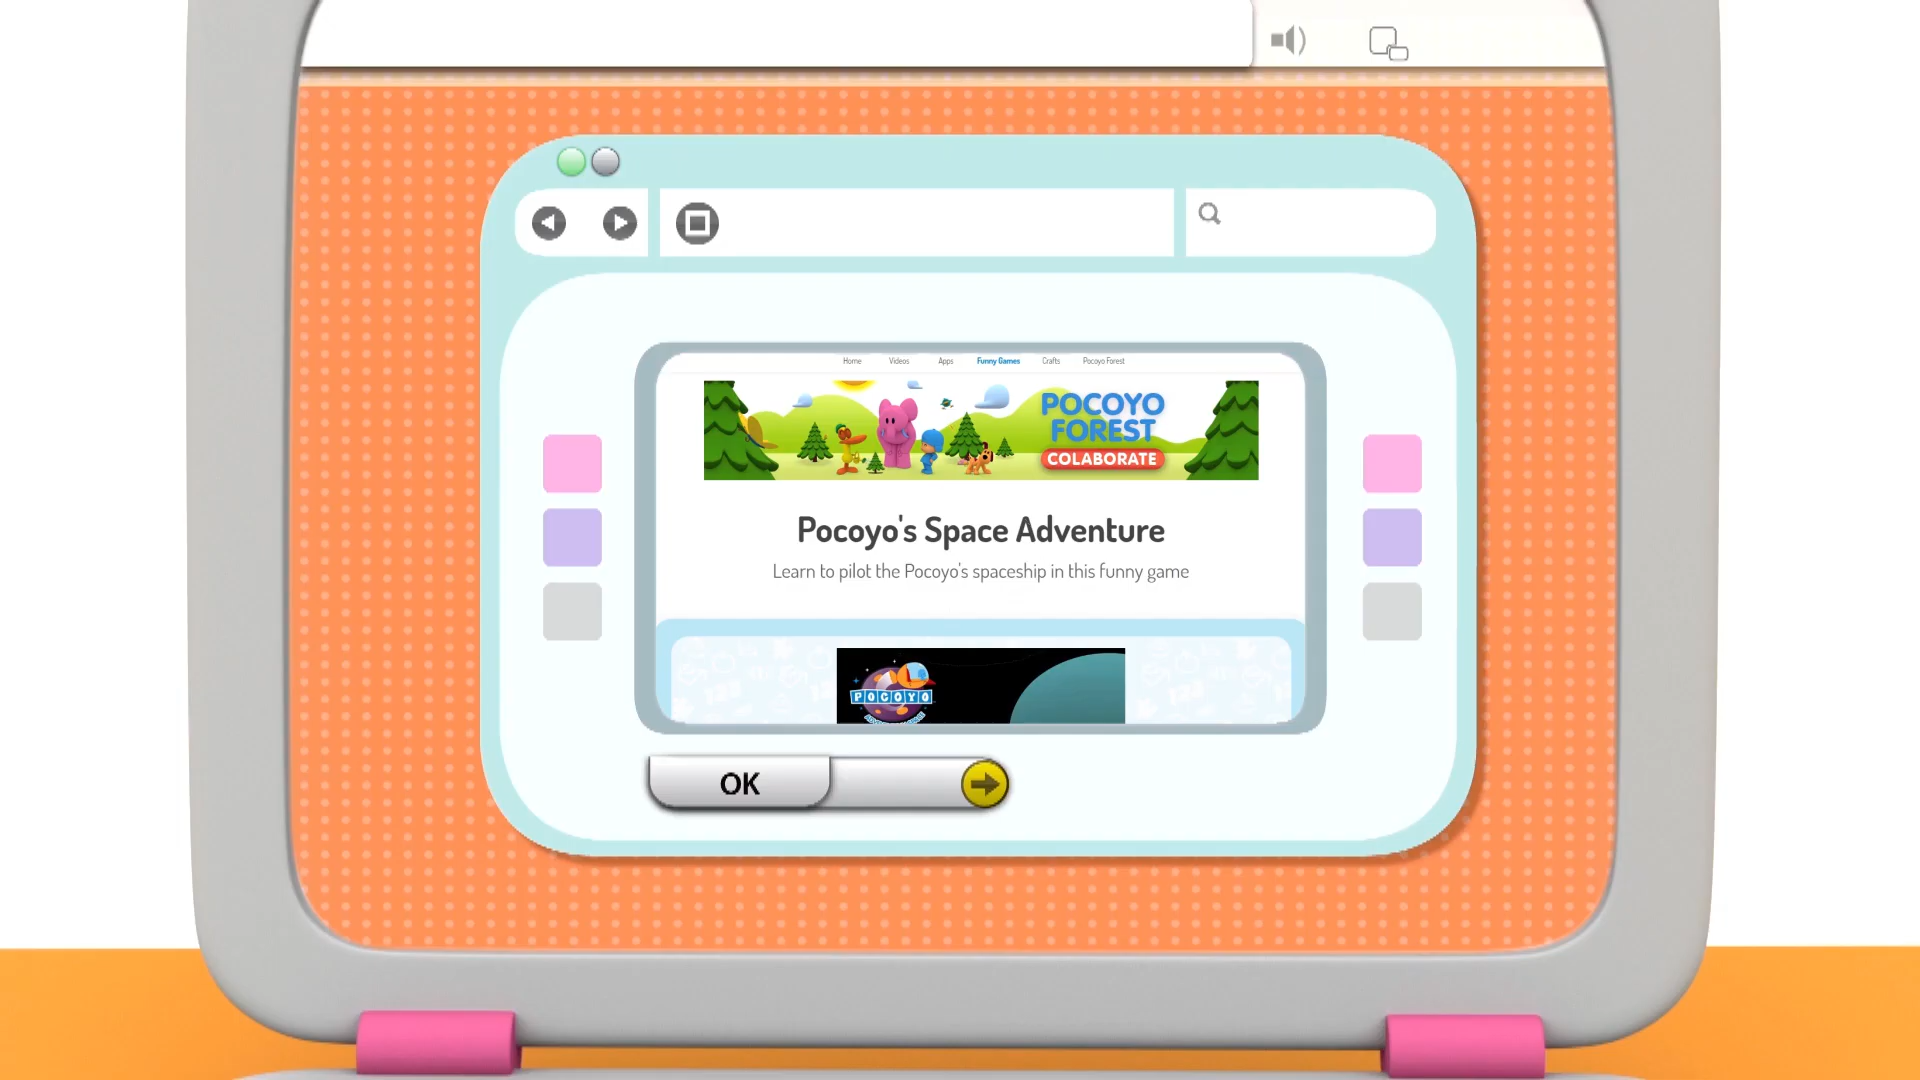 Home Videos Apps Funny Games Crafts Pocoyo Forest
POCOYO
FOREST
COLABORATE
Pocoyo's Space Adventure
Learn to pilot the Pocoyo's spaceship in this funny game
POCOYO
OK